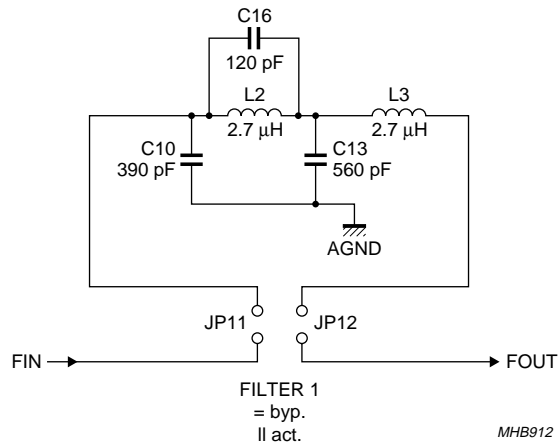 C16
120 pF
L2
2.7 µH
L3
2.7 µH
C10
390 pF
C13
560 pF
AGND
JP11
JP12
FIN
FOUT
FILTER 1
= byp.
II act.
MHB912